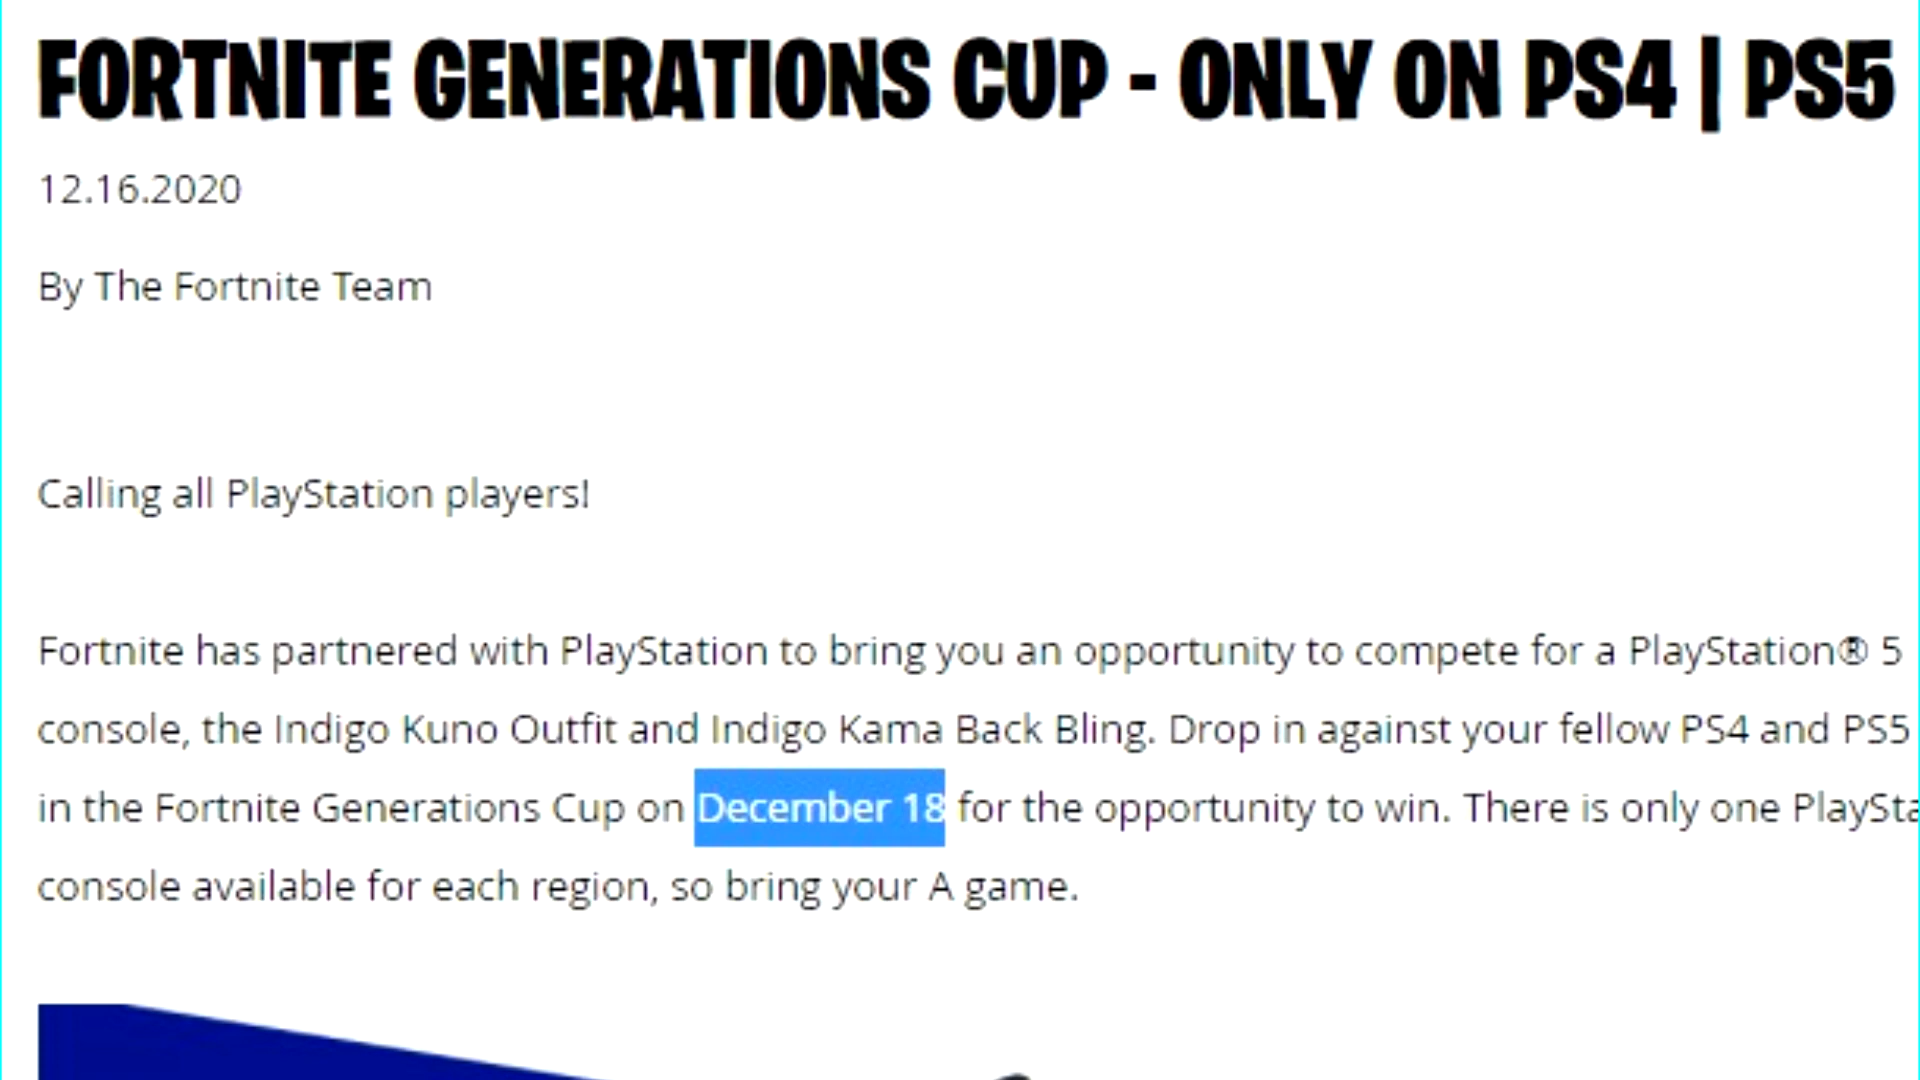 FORTNITE GENERATIONS CUP - ONLY ON PS4 | PS5
12.16.2020
By The Fortnite Team
Calling all PlayStation players!
Fortnite has partnered with PlayStation to bring you an opportunity to compete for a PlayStation® 5
console, the Indigo Kuno Outfit and Indigo Kama Back Bling. Drop in against your fellow PS4 and PS5
in the Fortnite Generations Cup on December 18 for the opportunity to win. There is only one PlaySta
console available for each region, so bring your A game.